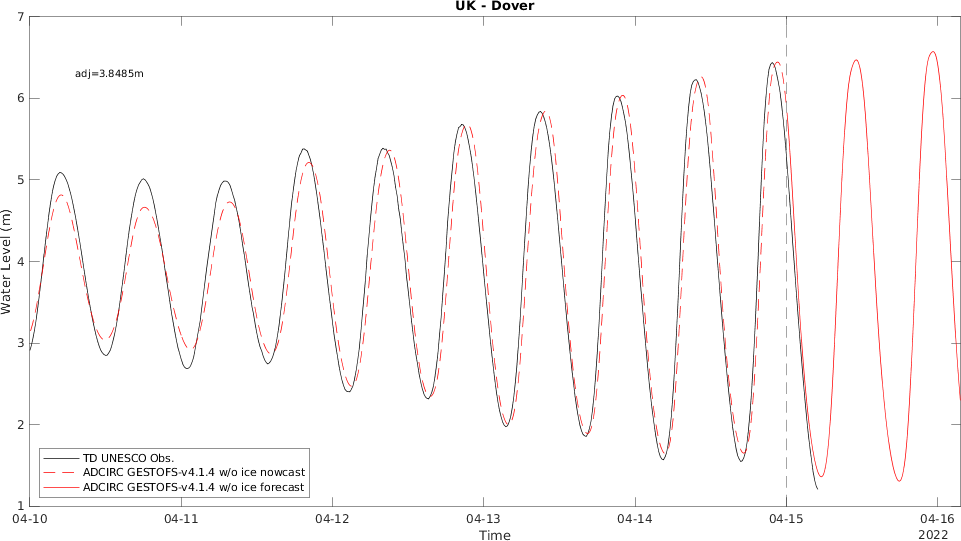 UK - Dover
7
adj=3.8485m
6
5
4
3
2
1
Water Level (m)
TD UNESCO Obs.
ADCIRC GESTOFS-v4.1.4 w/o ice nowcast
ADCIRC GESTOFS-v4.1.4 w/o ice forecast
04-10 04-11 04-12 04-13 04-14 04-15 04-16
Time
2022